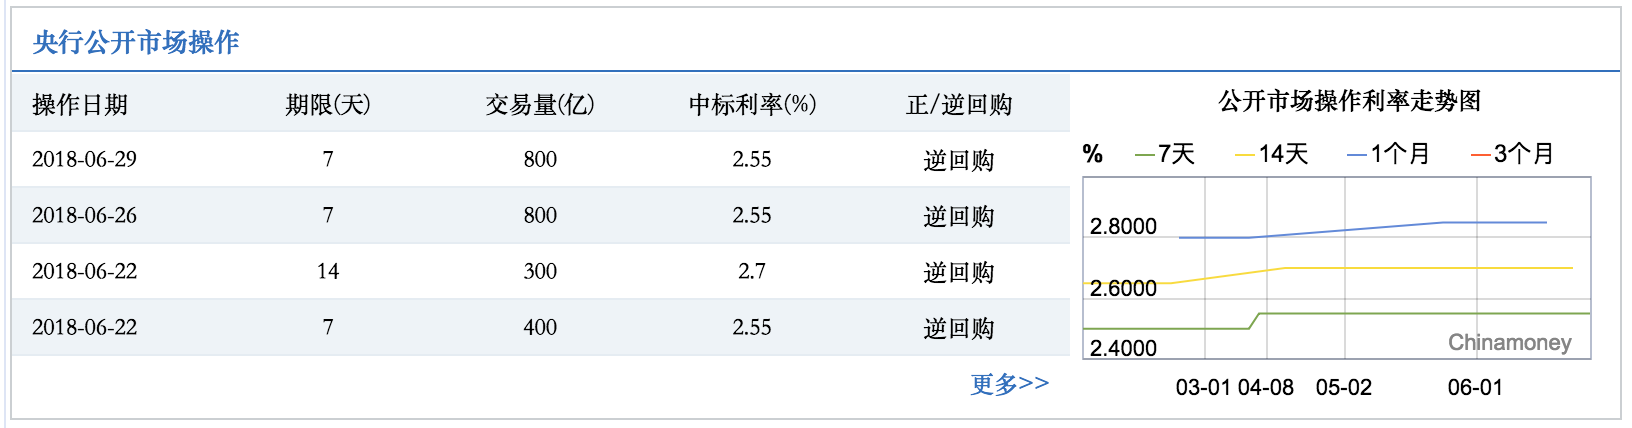 央行公开市场操作
操作日期 期限(天) 交易量(亿) 中标利率(%) 正/逆回购
2018-06-29 7 800 2.55 逆回购
2018-06-26 7 800 2.55 逆回购
2018-06-22 14 300 2.7 逆回购
2018-06-22 7 400 2.55 逆回购
更多>>
公开市场操作利率走势图
% 7天 14天 1个月 3个月
2.8000
2.6000
2.4000
Chinamoney
03-01 04-08 05-02 06-01